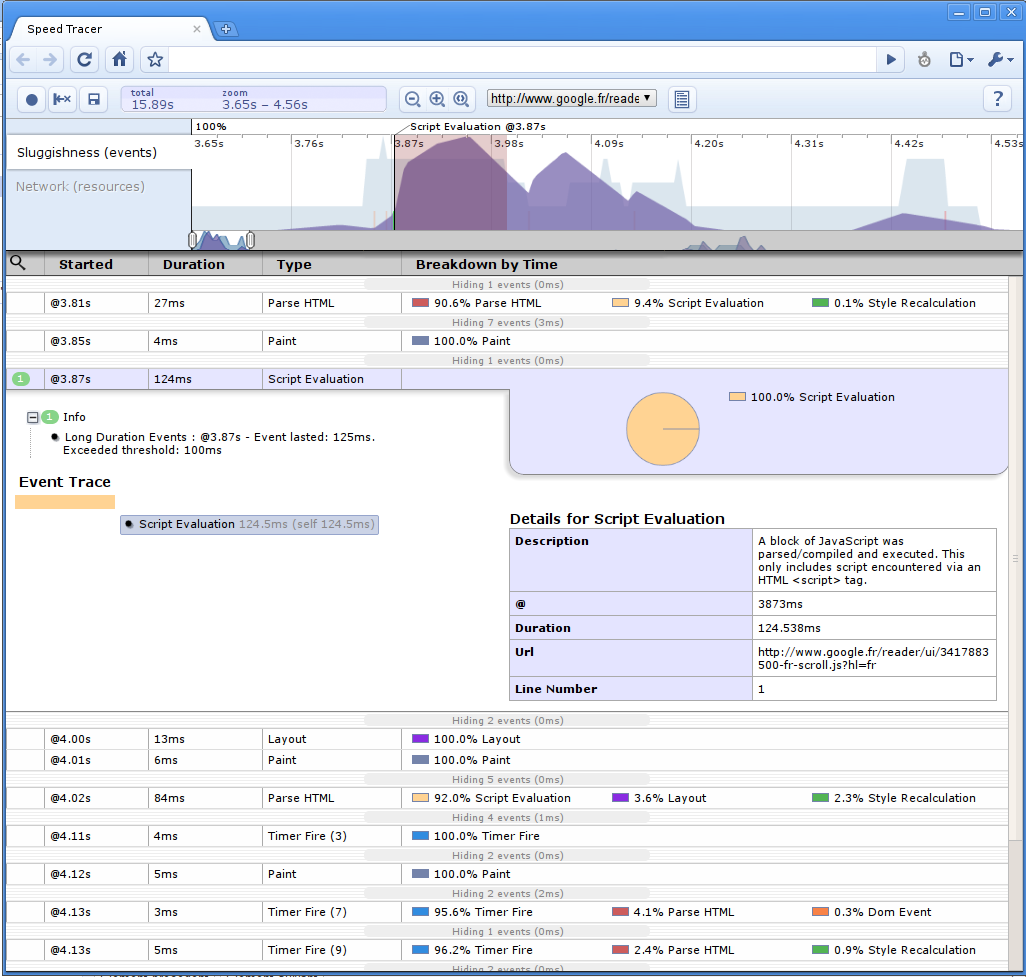 Speed Tracer
total
15.89s
zoom
3.65s – 4.56s
http://www.google.fr/reade
?
100%
Script Evaluation @3.87s
3.65s 3.76s 3.87s 3.98s 4.09s 4.20s 4.31s 4.42s 4.53s
Sluggishness (events)
Network (resources)
Started Duration Type Breakdown by Time
Hiding 1 events (0ms)
@3.81s 27ms Parse HTML 90.6% Parse HTML 9.4% Script Evaluation 0.1% Style Recalculation
Hiding 7 events (3ms)
@3.85s 4ms Paint 100.0% Paint
Hiding 1 events (0ms)
1 @3.87s 124ms Script Evaluation
100.0% Script Evaluation
1 Info
Long Duration Events : @3.87s - Event lasted: 125ms.
Exceeded threshold: 100ms
Event Trace
Script Evaluation 124.5ms (self 124.5ms)
Details for Script Evaluation
Description
A block of JavaScript was
parsed/compiled and executed. This
only includes script encountered via an
HTML <script> tag.
@ 3873ms
Duration 124.538ms
Url
http://www.google.fr/reader/ui/3417883
500-fr-scroll.js?hl=fr
Line Number 1
Hiding 2 events (0ms)
@4.00s 13ms Layout 100.0% Layout
@4.01s 6ms Paint 100.0% Paint
Hiding 5 events (0ms)
@4.02s 84ms Parse HTML 92.0% Script Evaluation 3.6% Layout 2.3% Style Recalculation
Hiding 4 events (1ms)
@4.11s 4ms Timer Fire (3) 100.0% Timer Fire
Hiding 2 events (0ms)
@4.12s 5ms Paint 100.0% Paint
Hiding 2 events (2ms)
@4.13s 3ms Timer Fire (7) 95.6% Timer Fire 4.1% Parse HTML 0.3% Dom Event
Hiding 1 events (0ms)
@4.13s 5ms Timer Fire (9) 96.2% Timer Fire 2.4% Parse HTML 0.9% Style Recalculation
Hiding 2 events (0ms)